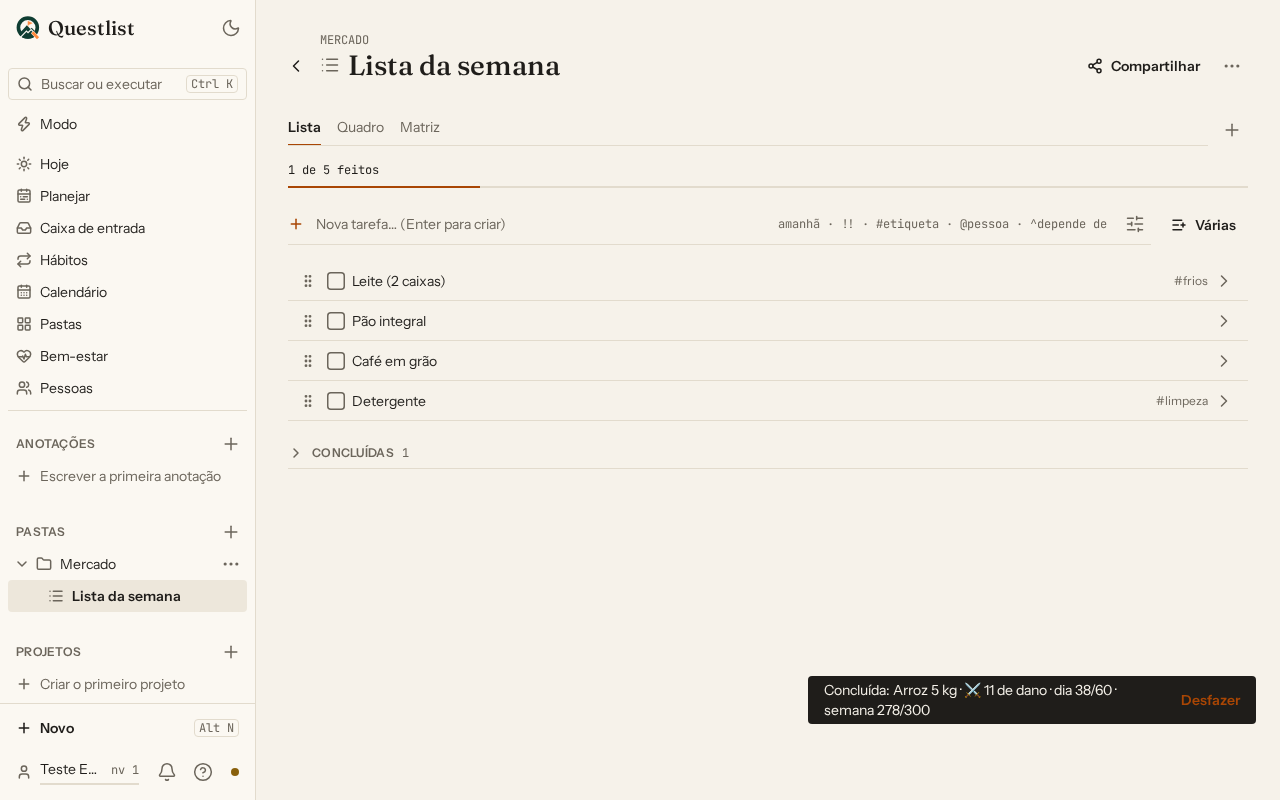 Questlist
Buscar ou executar
Ctrl K
Modo
Hoje
Planejar
Caixa de entrada
Hábitos
Calendário
Pastas
Bem-estar
Pessoas
ANOTAÇÕES
Escrever a primeira anotação
PASTAS
Mercado
Lista da semana
PROJETOS
Criar o primeiro projeto
Novo
Alt N
Teste E...
nv 1
MERCADO
Lista da semana
Compartilhar
Lista
Quadro
Matriz
1 de 5 feitos
Nova tarefa... (Enter para criar)
amanhã · !! · #etiqueta · @pessoa · ^depende de
Várias
Leite (2 caixas)
#frios
Pão integral
Café em grão
Detergente
#limpeza
CONCLUÍDAS 1
Concluída: Arroz 5 kg · ⚔️ 11 de dano · dia 38/60 ·
semana 278/300
Desfazer